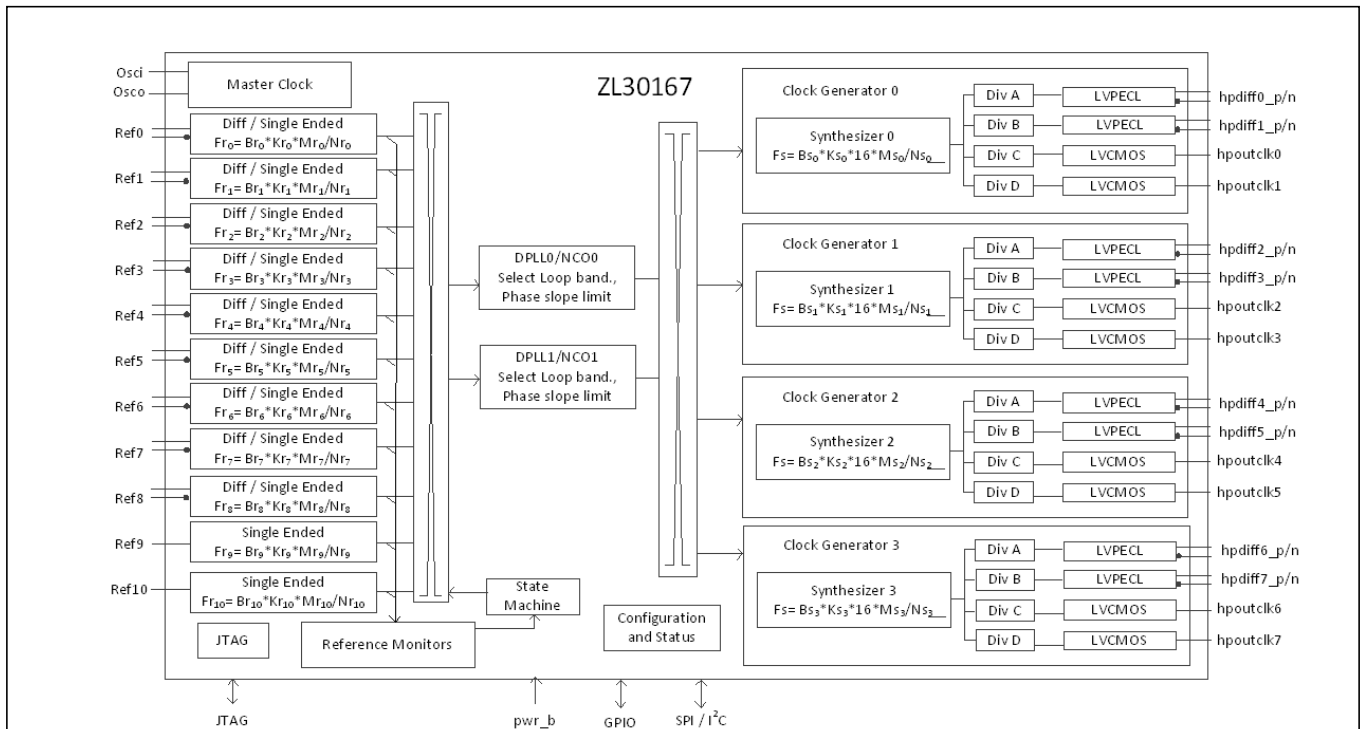 ZL30167
Osci
Osco
Master Clock
Ref0
Diff / Single Ended
Fr₀= Br₀*Kr₀*Mr₀/Nr₀
Ref1
Diff / Single Ended
Fr₁= Br₁*Kr₁*Mr₁/Nr₁
Ref2
Diff / Single Ended
Fr₂= Br₂*Kr₂*Mr₂/Nr₂
Ref3
Diff / Single Ended
Fr₃= Br₃*Kr₃*Mr₃/Nr₃
Ref4
Diff / Single Ended
Fr₄= Br₄*Kr₄*Mr₄/Nr₄
Ref5
Diff / Single Ended
Fr₅= Br₅*Kr₅*Mr₅/Nr₅
Ref6
Diff / Single Ended
Fr₆= Br₆*Kr₆*Mr₆/Nr₆
Ref7
Diff / Single Ended
Fr₇= Br₇*Kr₇*Mr₇/Nr₇
Ref8
Diff / Single Ended
Fr₈= Br₈*Kr₈*Mr₈/Nr₈
Ref9
Single Ended
Fr₉= Br₉*Kr₉*Mr₉/Nr₉
Ref10
Single Ended
Fr₁₀= Br₁₀*Kr₁₀*Mr₁₀/Nr₁₀
JTAG
Reference Monitors
State
Machine
DPLL0/NCO0
Select Loop band.,
Phase slope limit
DPLL1/NCO1
Select Loop band.,
Phase slope limit
Configuration
and Status
Clock Generator 0
Synthesizer 0
Fs= Bs₀*Ks₀*16*Ms₀/Ns₀
Div A
LVPECL
hpdiff0_p/n
Div B
LVPECL
hpdiff1_p/n
Div C
LVCMOS
hpoutclk0
Div D
LVCMOS
hpoutclk1
Clock Generator 1
Synthesizer 1
Fs= Bs₁*Ks₁*16*Ms₁/Ns₁
Div A
LVPECL
hpdiff2_p/n
Div B
LVPECL
hpdiff3_p/n
Div C
LVCMOS
hpoutclk2
Div D
LVCMOS
hpoutclk3
Clock Generator 2
Synthesizer 2
Fs= Bs₂*Ks₂*16*Ms₂/Ns₂
Div A
LVPECL
hpdiff4_p/n
Div B
LVPECL
hpdiff5_p/n
Div C
LVCMOS
hpoutclk4
Div D
LVCMOS
hpoutclk5
Clock Generator 3
Synthesizer 3
Fs= Bs₃*Ks₃*16*Ms₃/Ns₃
Div A
LVPECL
hpdiff6_p/n
Div B
LVPECL
hpdiff7_p/n
Div C
LVCMOS
hpoutclk6
Div D
LVCMOS
hpoutclk7
JTAG
pwr_b
GPIO
SPI / I²C